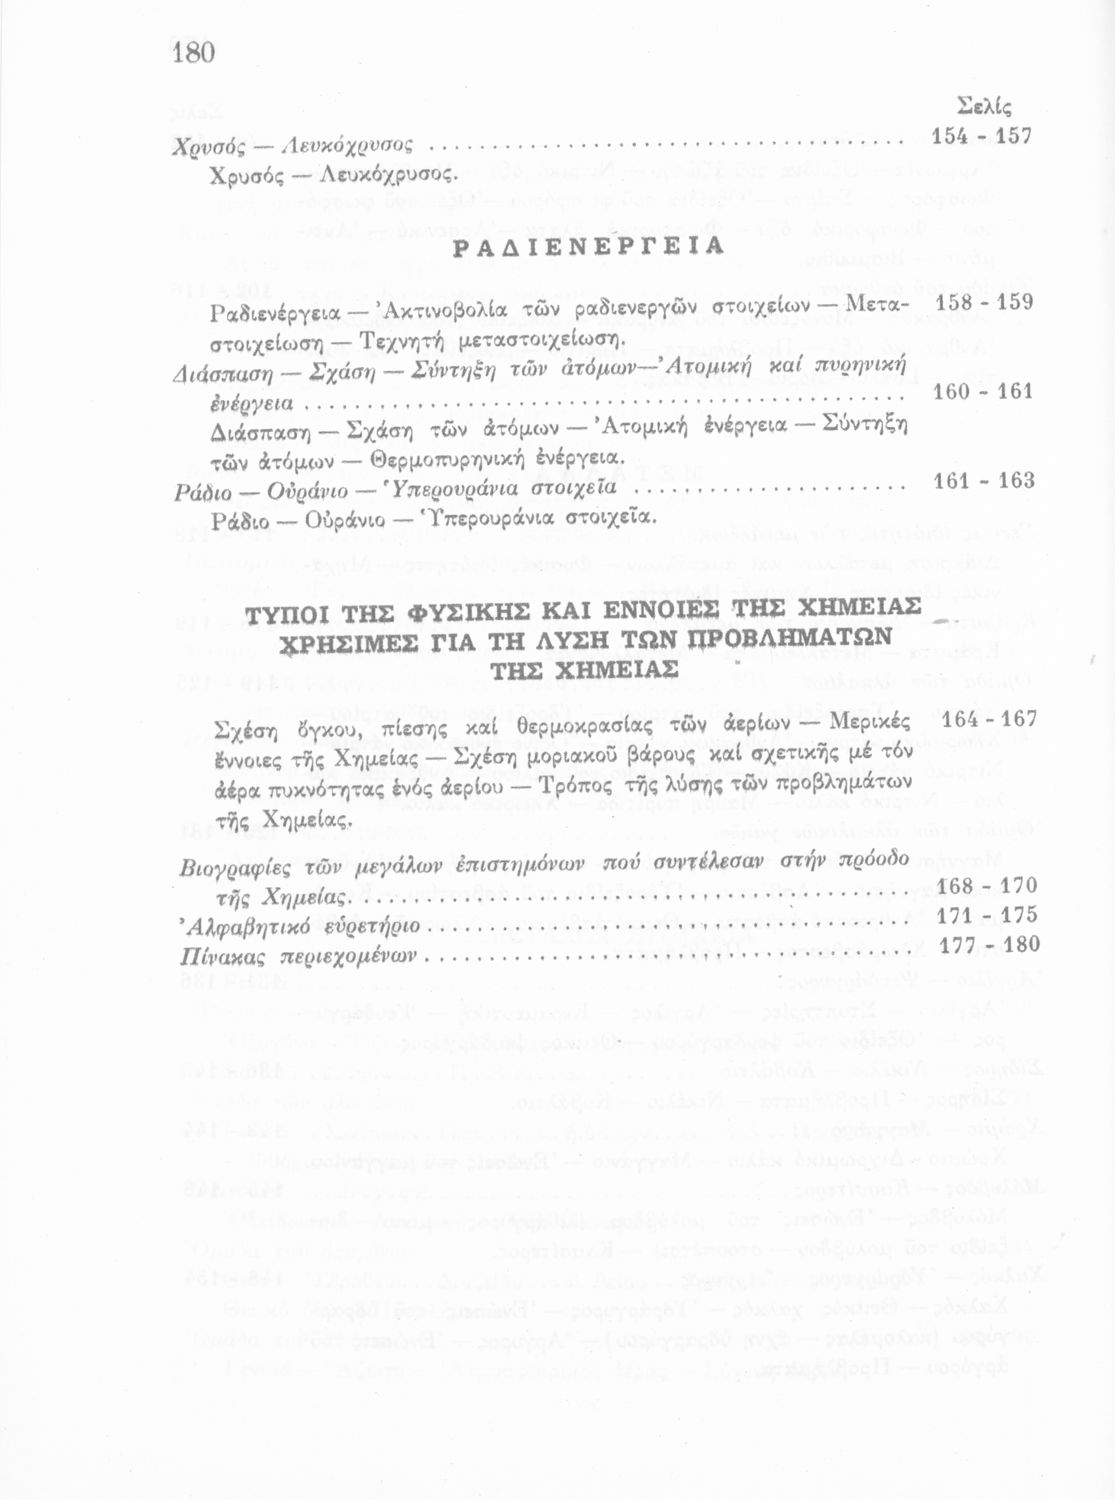 180
Σελίς
Χρυσός — Λευκόχρυσος ........................................ 154 - 157
Χρυσός — Λευκόχρυσος.
ΡΑΔΙΕΝΕΡΓΕΙΑ
Ραδιενέργεια — Ἀκτινοβολία τῶν ραδιενεργῶν στοιχείων — Μετα- 158 - 159
στοιχείωση — Τεχνητή μεταστοιχείωση.
Διάσπαση — Σχάση — Σύντηξη τῶν ἀτόμων—Ἀτομική καί πυρηνική
ἐνέργεια ........................................ 160 - 161
Διάσπαση — Σχάση τῶν ἀτόμων — Ἀτομική ἐνέργεια — Σύντηξη
τῶν ἀτόμων — Θερμοπυρηνική ἐνέργεια.
Ράδιο — Οὐράνιο — Ὑπερουράνια στοιχεῖα ........................ 161 - 163
Ράδιο — Οὐράνιο — Ὑπερουράνια στοιχεῖα.
ΤΥΠΟΙ ΤΗΣ ΦΥΣΙΚΗΣ ΚΑΙ ΕΝΝΟΙΕΣ ΤΗΣ ΧΗΜΕΙΑΣ
ΧΡΗΣΙΜΕΣ ΓΙΑ ΤΗ ΛΥΣΗ ΤΩΝ ΠΡΟΒΛΗΜΑΤΩΝ
ΤΗΣ ΧΗΜΕΙΑΣ
Σχέση ὄγκου, πίεσης καί θερμοκρασίας τῶν ἀερίων — Μερικές 164 - 167
ἔννοιες τῆς Χημείας — Σχέση μοριακοῦ βάρους καί σχετικῆς μέ τόν
ἀέρα πυκνότητας ἑνός ἀερίου — Τρόπος τῆς λύσης τῶν προβλημάτων
τῆς Χημείας.
Βιογραφίες τῶν μεγάλων ἐπιστημόνων πού συντέλεσαν στήν πρόοδο
τῆς Χημείας. ........................................ 168 - 170
Ἀλφαβητικό εὑρετήριο ........................................ 171 - 175
Πίνακας περιεχομένων ........................................ 177 - 180